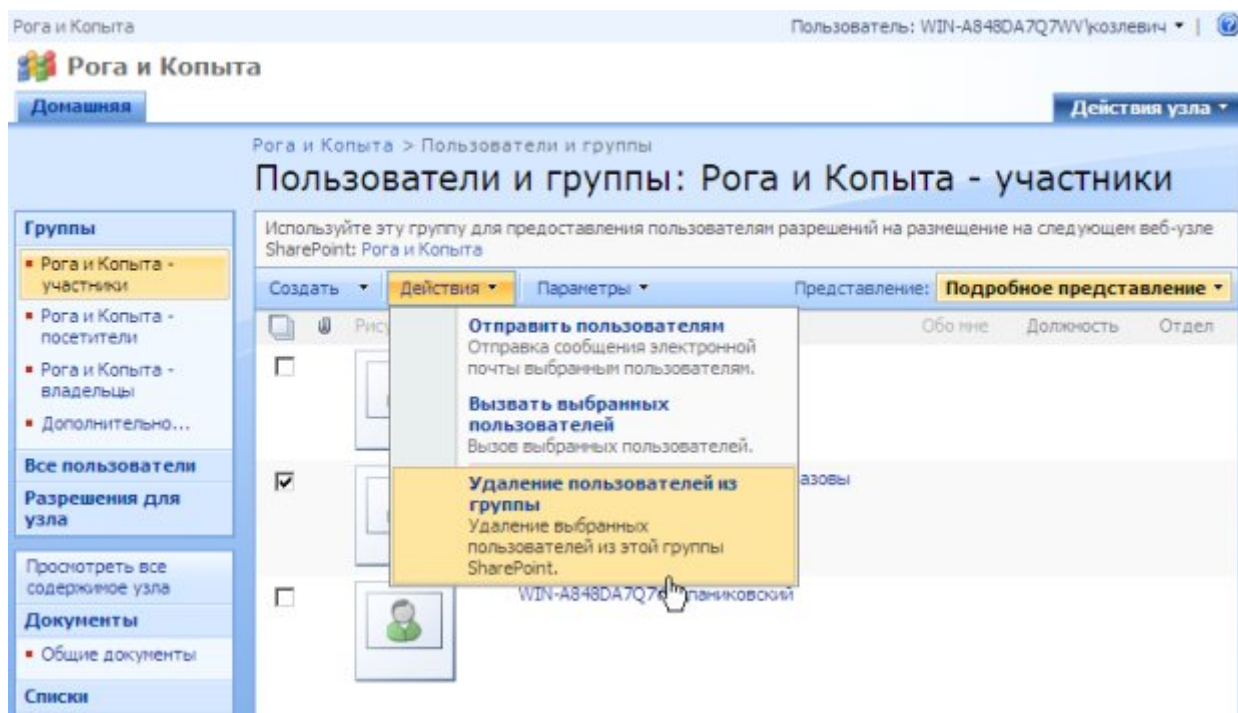 Рога и Копыта
Пользователь: WIN-A848DA7Q7WV\козлевич
Рога и Копыта
Домашняя
Действия узла
Рога и Копыта > Пользователи и группы
Пользователи и группы: Рога и Копыта - участники
Группы
Рога и Копыта -
участники
Рога и Копыта -
посетители
Рога и Копыта -
владельцы
Дополнительно...
Все пользователи
Разрешения для
узла
Просмотреть все
содержимое узла
Документы
Общие документы
Списки
Используйте эту группу для предоставления пользователям разрешений на размещение на следующем веб-узле
SharePoint: Рога и Копыта
Создать
Действия
Параметры
Представление: Подробное представление
Обо мне
Должность
Отдел
Отправить пользователям
Отправка сообщения электронной
почты выбранным пользователям.
Вызвать выбранных
пользователей
Вызов выбранных пользователей.
Удаление пользователей из
группы
Удаление выбранных
пользователей из этой группы
SharePoint.